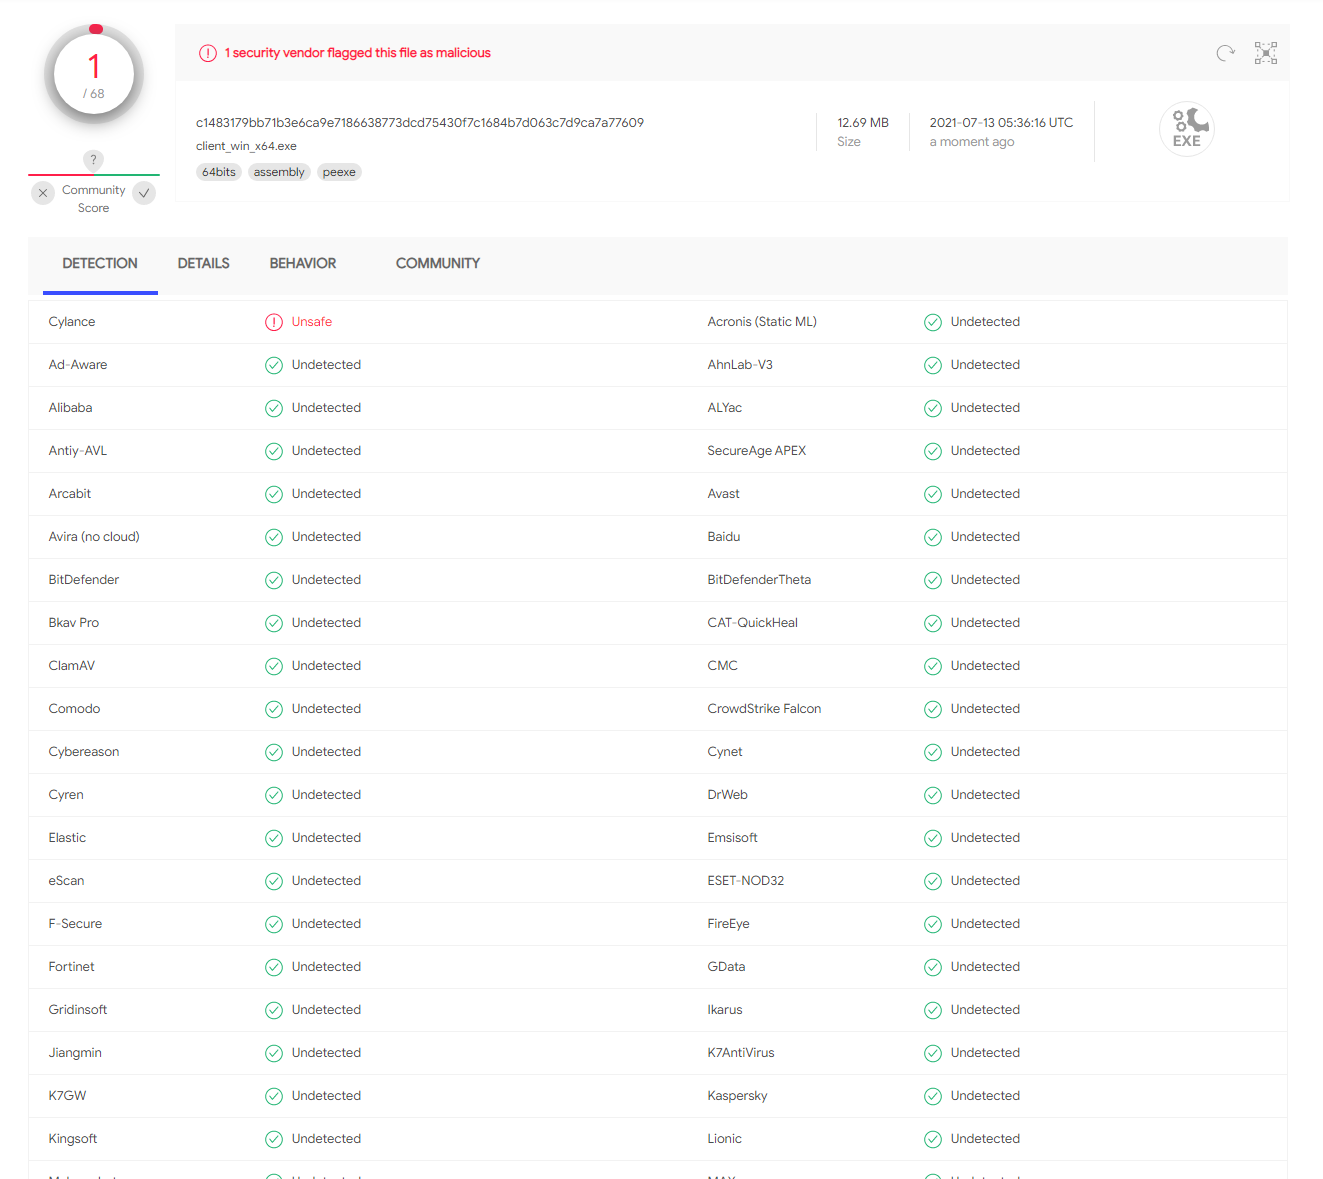 1
/ 68
?
Community
Score
1 security vendor flagged this file as malicious
c1483179bb71b3e6ca9e7186638773dcd75430f7c1684b7d063c7d9ca7a77609
client_win_x64.exe
64bits assembly peexe
12.69 MB
Size
2021-07-13 05:36:16 UTC
a moment ago
EXE
DETECTION DETAILS BEHAVIOR COMMUNITY
Cylance Unsafe Acronis (Static ML) Undetected
Ad-Aware Undetected AhnLab-V3 Undetected
Alibaba Undetected ALYac Undetected
Antiy-AVL Undetected SecureAge APEX Undetected
Arcabit Undetected Avast Undetected
Avira (no cloud) Undetected Baidu Undetected
BitDefender Undetected BitDefenderTheta Undetected
Bkav Pro Undetected CAT-QuickHeal Undetected
ClamAV Undetected CMC Undetected
Comodo Undetected CrowdStrike Falcon Undetected
Cybereason Undetected Cynet Undetected
Cyren Undetected DrWeb Undetected
Elastic Undetected Emsisoft Undetected
eScan Undetected ESET-NOD32 Undetected
F-Secure Undetected FireEye Undetected
Fortinet Undetected GData Undetected
Gridinsoft Undetected Ikarus Undetected
Jiangmin Undetected K7AntiVirus Undetected
K7GW Undetected Kaspersky Undetected
Kingsoft Undetected Lionic Undetected